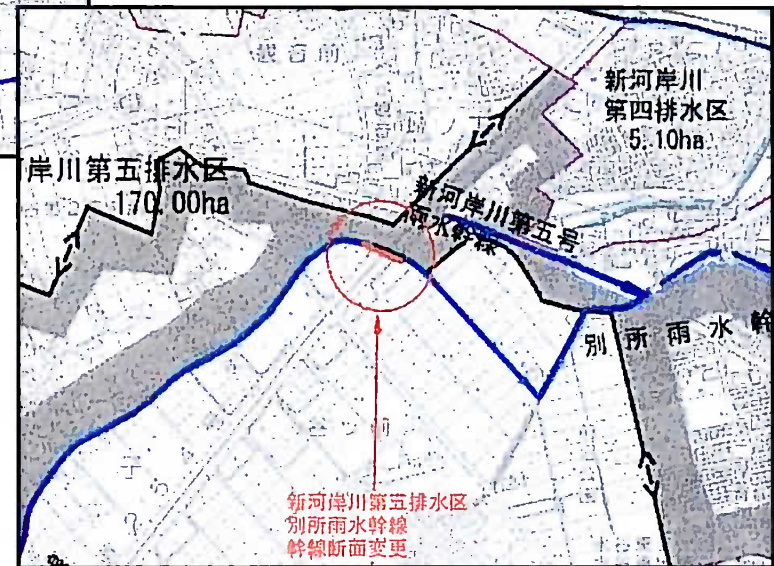 新河岸川
第四排水区
5.10ha
岸川第五排水区
170.00ha
新河岸川第五号
雨水幹線
別所雨水幹
新河岸川第五排水区
別所雨水幹線
幹線断面変更